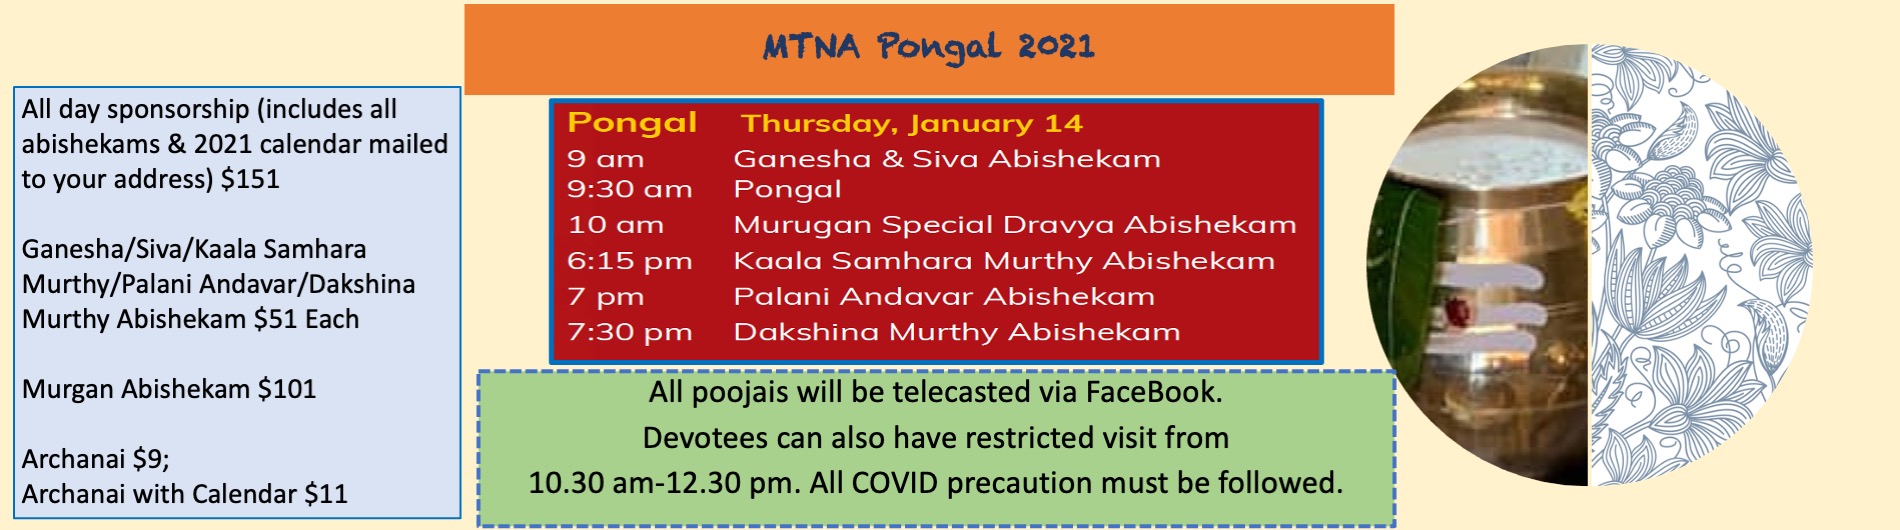 MTNA Pongal 2021
All day sponsorship (includes all
abishekams & 2021 calendar mailed
to your address) $151
Ganesha/Siva/Kaala Samhara
Murthy/Palani Andavar/Dakshina
Murthy Abishekam $51 Each
Murgan Abishekam $101
Archanai $9;
Archanai with Calendar $11
Pongal Thursday, January 14
9 am Ganesha & Siva Abishekam
9:30 am Pongal
10 am Murugan Special Dravya Abishekam
6:15 pm Kaala Samhara Murthy Abishekam
7 pm Palani Andavar Abishekam
7:30 pm Dakshina Murthy Abishekam
All poojais will be telecasted via FaceBook.
Devotees can also have restricted visit from
10.30 am-12.30 pm. All COVID precaution must be followed.